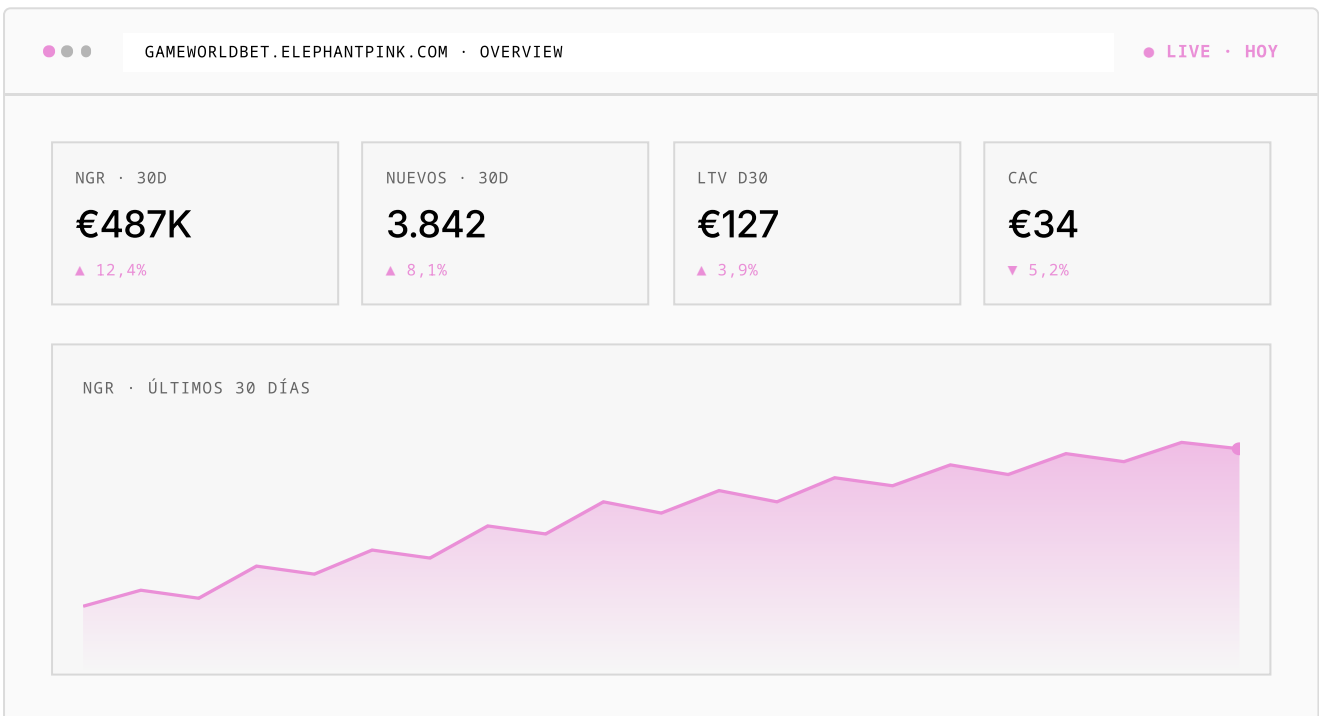 GAMEWORLDBET.ELEPHANTPINK.COM · OVERVIEW
● LIVE · HOY
NGR · 30D
€487K
▲ 12,4%
NUEVOS · 30D
3.842
▲ 8,1%
LTV D30
€127
▲ 3,9%
CAC
€34
▼ 5,2%
NGR · ÚLTIMOS 30 DÍAS